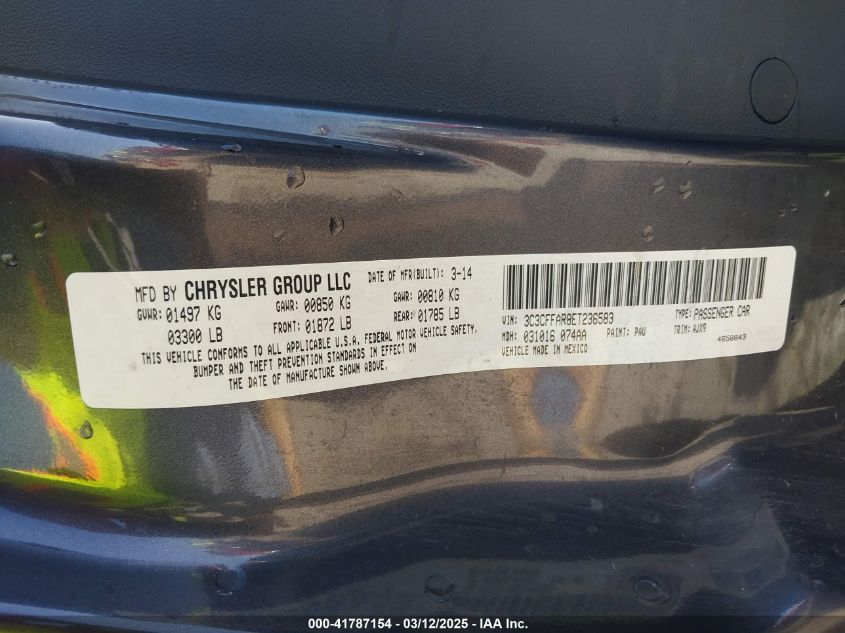 MFD BY CHRYSLER GROUP LLC DATE OF MFR(BUILT): 3-14
GVWR: 01497 KG GAWR: 00850 KG GAWR: 00810 KG
03300 LB FRONT: 01872 LB REAR: 01785 LB
THIS VEHICLE CONFORMS TO ALL APPLICABLE U.S.A. FEDERAL MOTOR VEHICLE SAFETY,
BUMPER AND THEFT PREVENTION STANDARDS IN EFFECT ON
THE DATE OF MANUFACTURE SHOWN ABOVE.
VIN: 3C3CFFAR8ET236583 TYPE: PASSENGER CAR
MDH: 031016 074AA PAINT: PAU TRIM: AJX9
VEHICLE MADE IN MEXICO 4658843
000-41787154 - 03/12/2025 - IAA Inc.